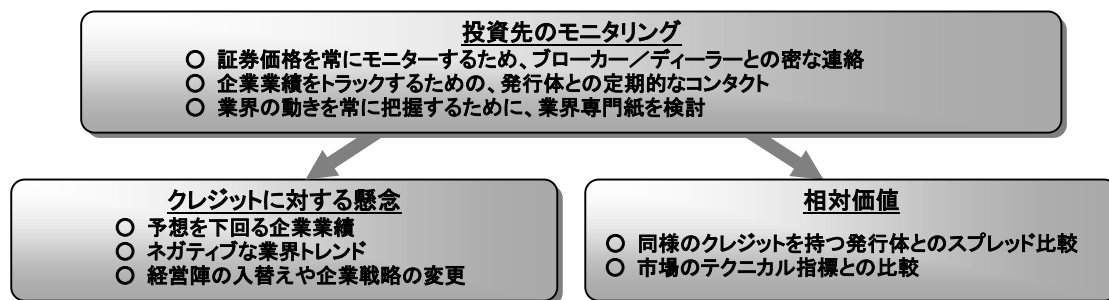 投資先のモニタリング
○ 証券価格を常にモニターするため、ブローカー／ディーラーとの密な連絡
○ 企業業績をトラックするための、発行体との定期的なコンタクト
○ 業界の動きを常に把握するために、業界専門紙を検討
クレジットに対する懸念
○ 予想を下回る企業業績
○ ネガティブな業界トレンド
○ 経営陣の入替えや企業戦略の変更
相対価値
○ 同様のクレジットを持つ発行体とのスプレッド比較
○ 市場のテクニカル指標との比較